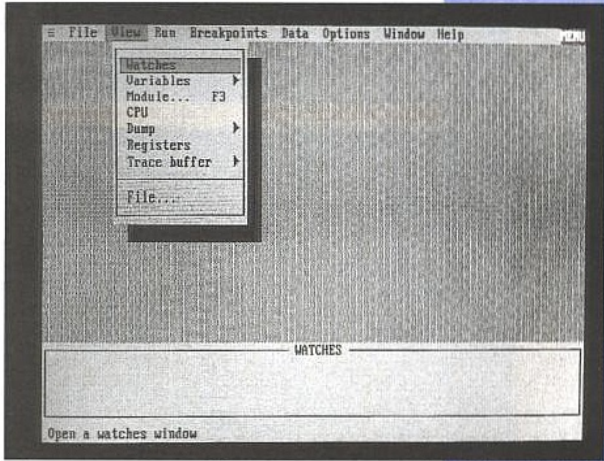 ≡ File View Run Breakpoints Data Options Window Help MENU
Watches
Variables
Module... F3
CPU
Dump
Registers
Trace buffer
File...
WATCHES
Open a watches window